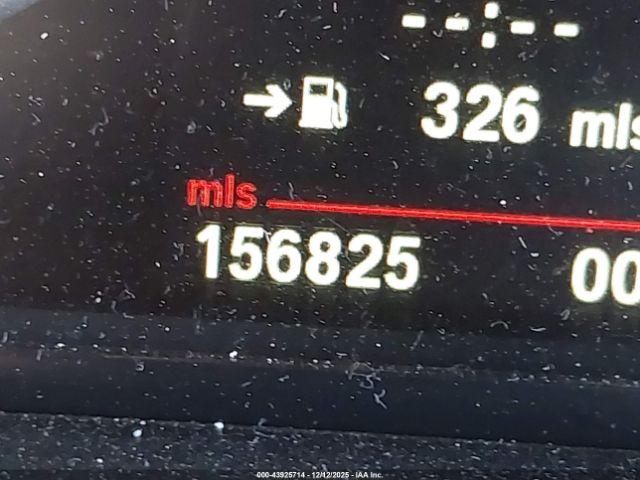 --:--
326 mls
mls
156825 00
000-43925714 - 12/12/2025 - IAA Inc.